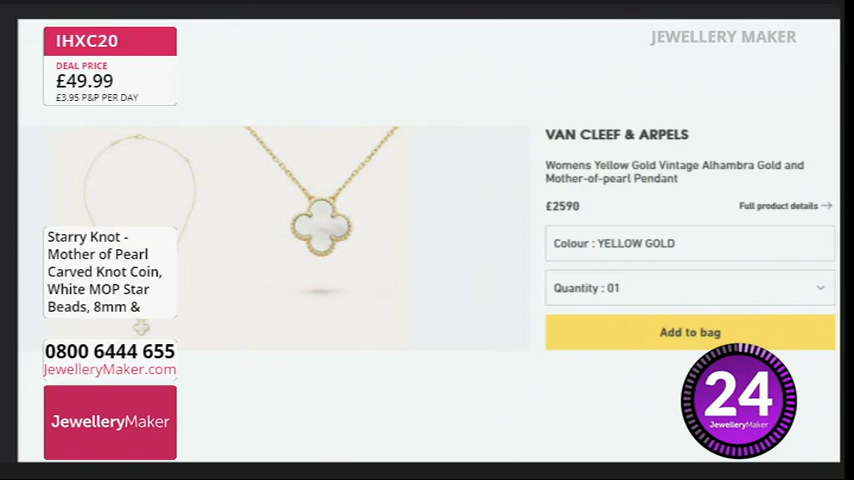 IHXC20
DEAL PRICE
£49.99
£3.95 P&P PER DAY
JEWELLERY MAKER
VAN CLEEF & ARPELS
Womens Yellow Gold Vintage Alhambra Gold and
Mother-of-pearl Pendant
£2590
Full product details →
Colour : YELLOW GOLD
Quantity : 01
Add to bag
Starry Knot -
Mother of Pearl
Carved Knot Coin,
White MOP Star
Beads, 8mm &
0800 6444 655
JewelleryMaker.com
JewelleryMaker
24
JewelleryMaker